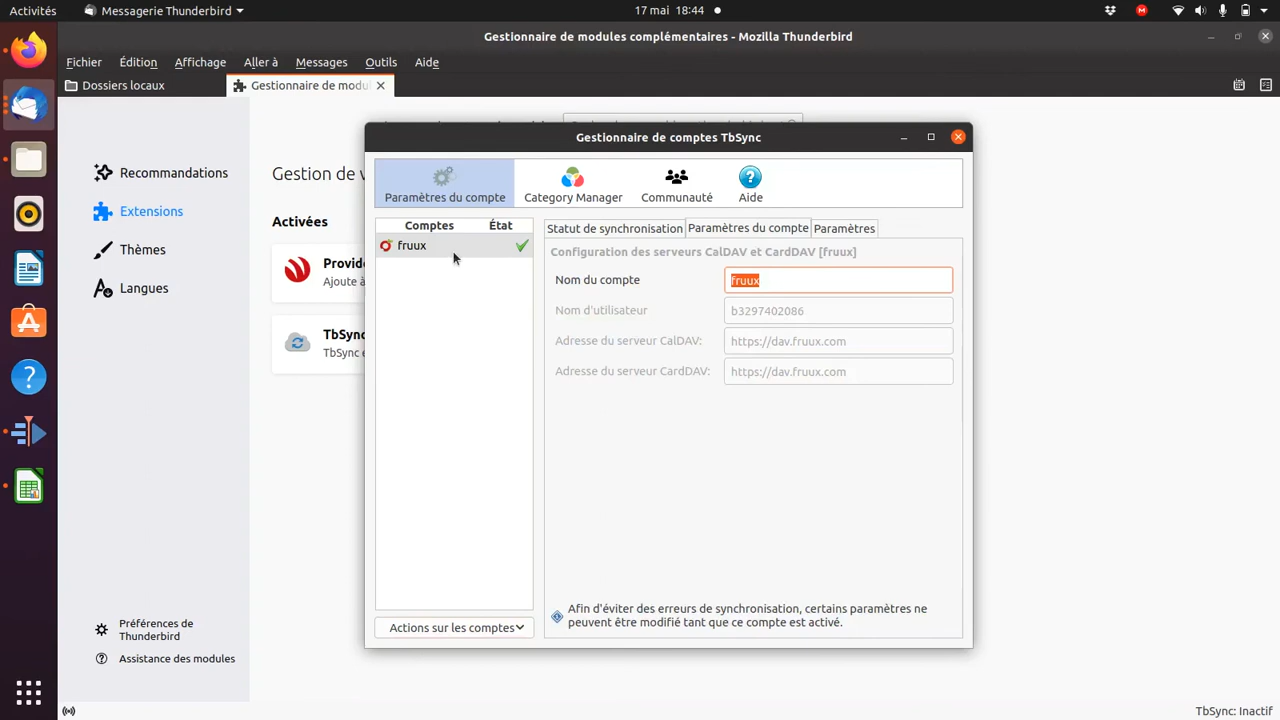 Activités
Messagerie Thunderbird
17 mai 18:44
Gestionnaire de modules complémentaires - Mozilla Thunderbird
Fichier Édition Affichage Aller à Messages Outils Aide
Dossiers locaux
Gestionnaire de modu
Recommandations
Extensions
Thèmes
Langues
Préférences de
Thunderbird
Assistance des modules
Gestion de v
Activées
Provid
Ajoute à
TbSync
TbSync e
Gestionnaire de comptes TbSync
Paramètres du compte Category Manager Communauté Aide
Comptes État
fruux
Actions sur les comptes
Statut de synchronisation Paramètres du compte Paramètres
Configuration des serveurs CalDAV et CardDAV [fruux]
Nom du compte fruux
Nom d'utilisateur b3297402086
Adresse du serveur CalDAV: https://dav.fruux.com
Adresse du serveur CardDAV: https://dav.fruux.com
Afin d'éviter des erreurs de synchronisation, certains paramètres ne
peuvent être modifié tant que ce compte est activé.
TbSync: Inactif